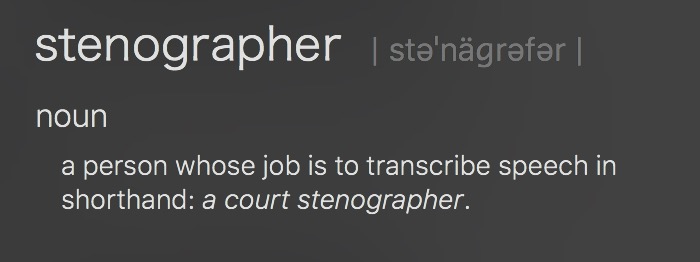 stenographer | stəˈnägrəfər |
noun
a person whose job is to transcribe speech in
shorthand: a court stenographer.